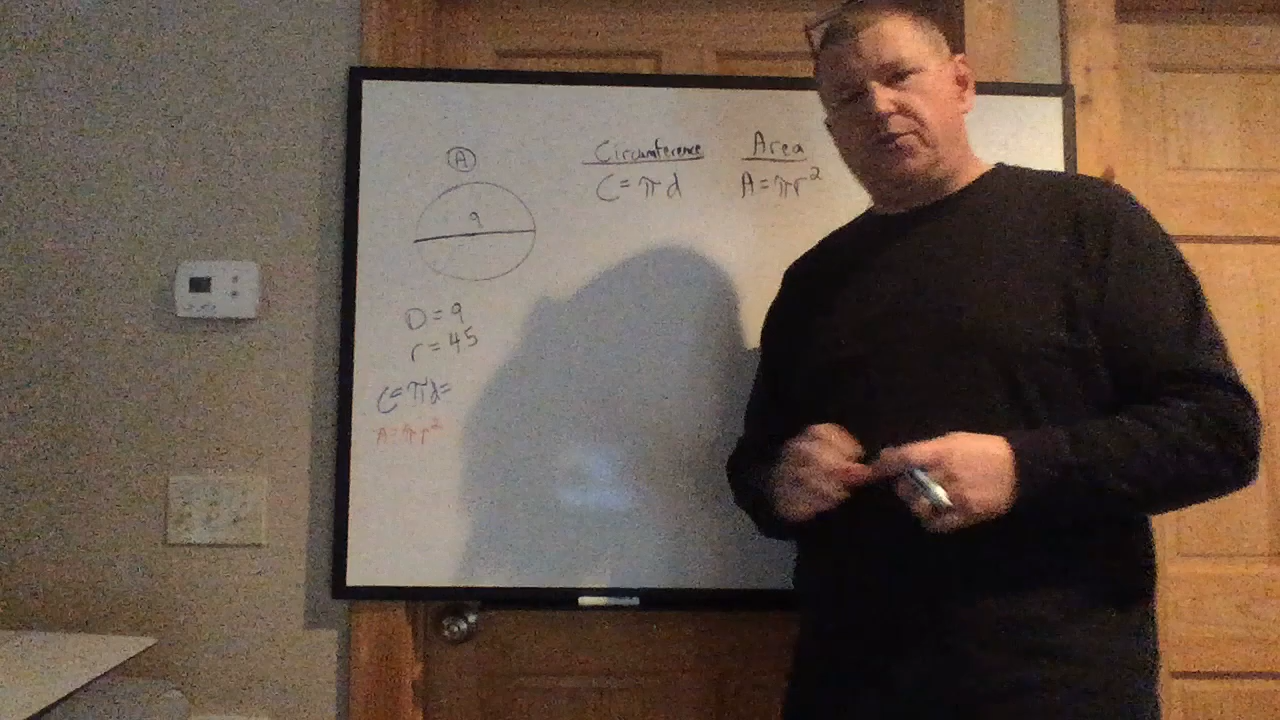 A
9
D = 9
r = 45
C = πd =
A = πr²
Circumference
C = πd
Area
A = πr²